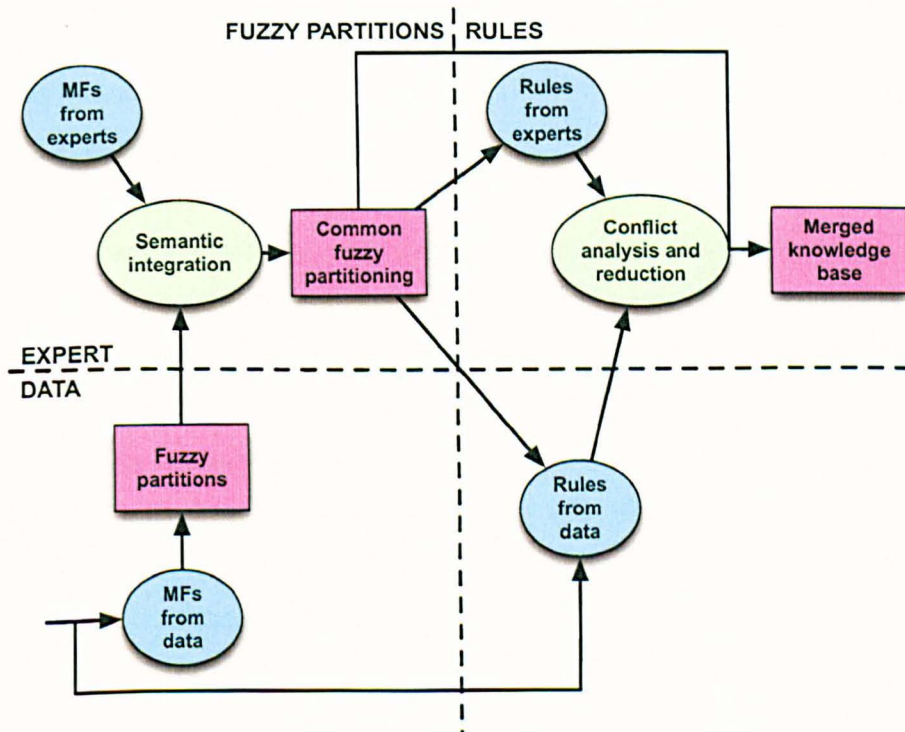 FUZZY PARTITIONS
RULES
MFs
from
experts
Rules
from
experts
Semantic
integration
Common
fuzzy
partitioning
Conflict
analysis and
reduction
Merged
knowledge
base
EXPERT
DATA
Fuzzy
partitions
Rules
from
data
MFs
from
data